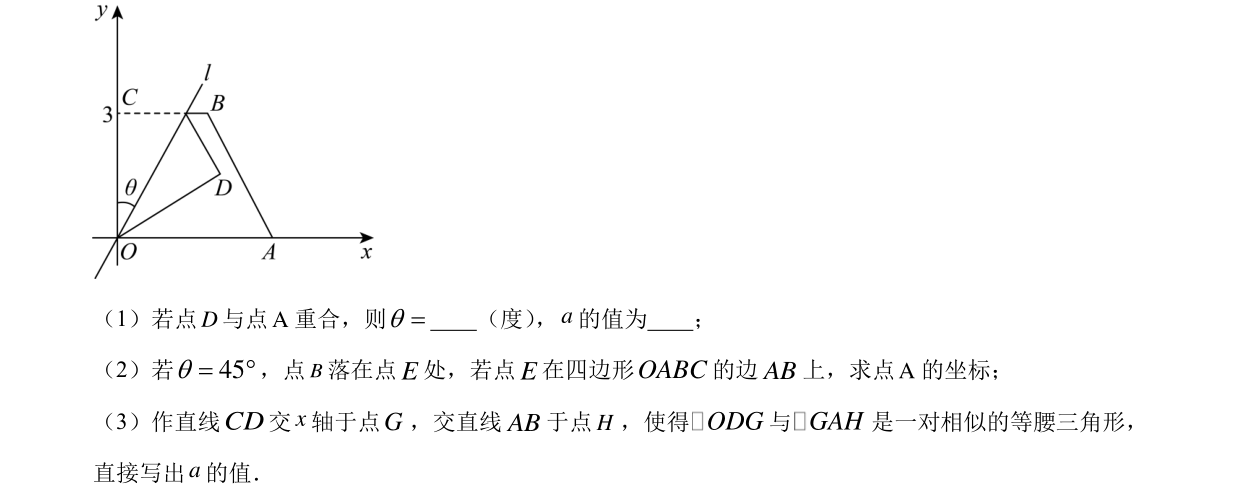 y
l
C
B
3
D
θ
O
A
x
（1）若点D与点A重合，则θ＝____（度），a的值为____；
（2）若θ＝45°，点B落在点E处，若点E在四边形OABC的边AB上，求点A的坐标；
（3）作直线CD交x轴于点G，交直线AB于点H，使得□ODG与□GAH是一对相似的等腰三角形，
直接写出a的值．